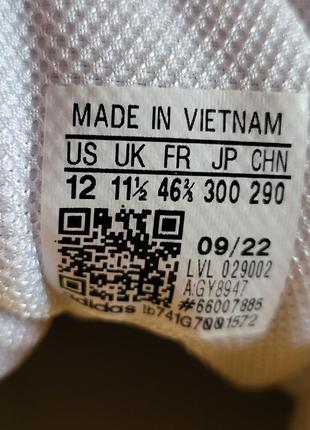 MADE IN VIETNAM
US UK FR JP CHN
12 11½ 46⅔ 300 290
09/22
LVL 029002
A:GY8947
#66007885
adidas lb741G7001572